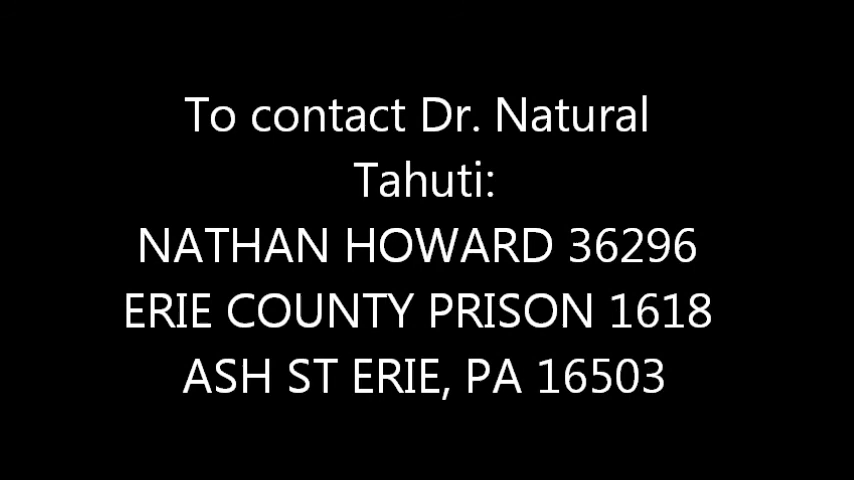 To contact Dr. Natural
Tahuti:
NATHAN HOWARD 36296
ERIE COUNTY PRISON 1618
ASH ST ERIE, PA 16503